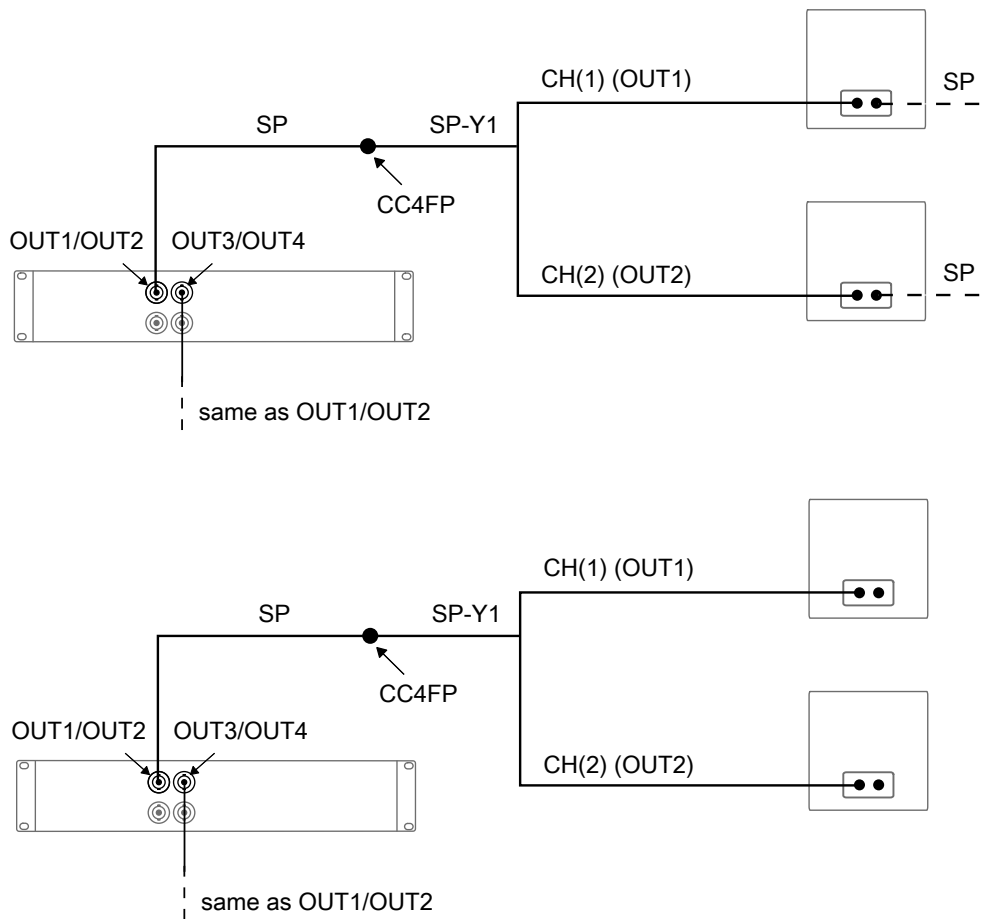 CH(1) (OUT1)
SP
SP
SP-Y1
CC4FP
OUT1/OUT2
OUT3/OUT4
CH(2) (OUT2)
SP
same as OUT1/OUT2
CH(1) (OUT1)
SP
SP-Y1
CC4FP
OUT1/OUT2
OUT3/OUT4
CH(2) (OUT2)
same as OUT1/OUT2